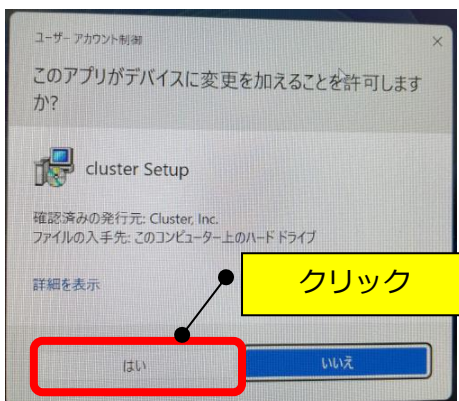 ユーザー アカウント制御
このアプリがデバイスに変更を加えることを許可します
か?
cluster Setup
確認済みの発行元: Cluster, Inc.
ファイルの入手先: このコンピューター上のハード ドライブ
詳細を表示
クリック
はい
いいえ